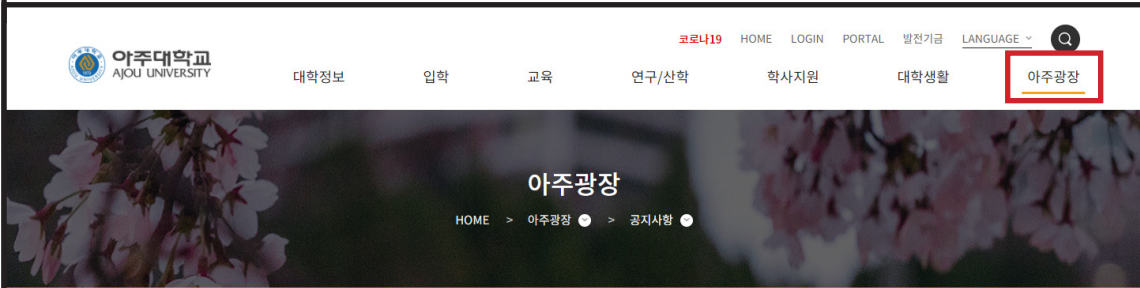 코로나19 HOME LOGIN PORTAL 발전기금 LANGUAGE
아주대학교
AJOU UNIVERSITY
대학정보 입학 교육 연구/산학 학사지원 대학생활 아주광장
아주광장
HOME > 아주광장 > 공지사항